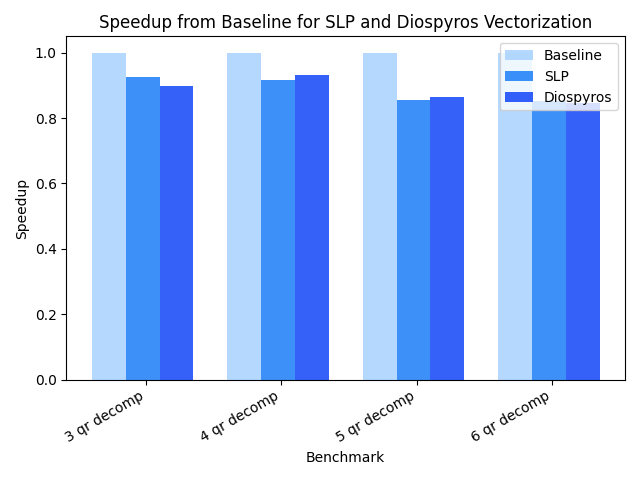 Speedup from Baseline for SLP and Diospyros Vectorization
Speedup
1.0
0.8
0.6
0.4
0.2
0.0
Baseline
SLP
Diospyros
3 qr decomp
4 qr decomp
5 qr decomp
6 qr decomp
Benchmark